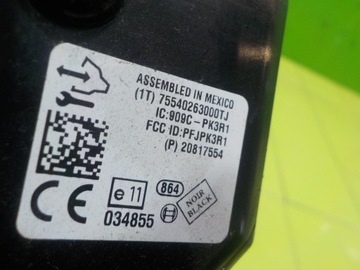 ASSEMBLED IN MEXICO
(1T) 75540263000TJ
IC:909C-PK3R1
FCC ID:PFJPK3R1
(P) 20817554
CE
e 11
034855
864
NOIR
BLACK